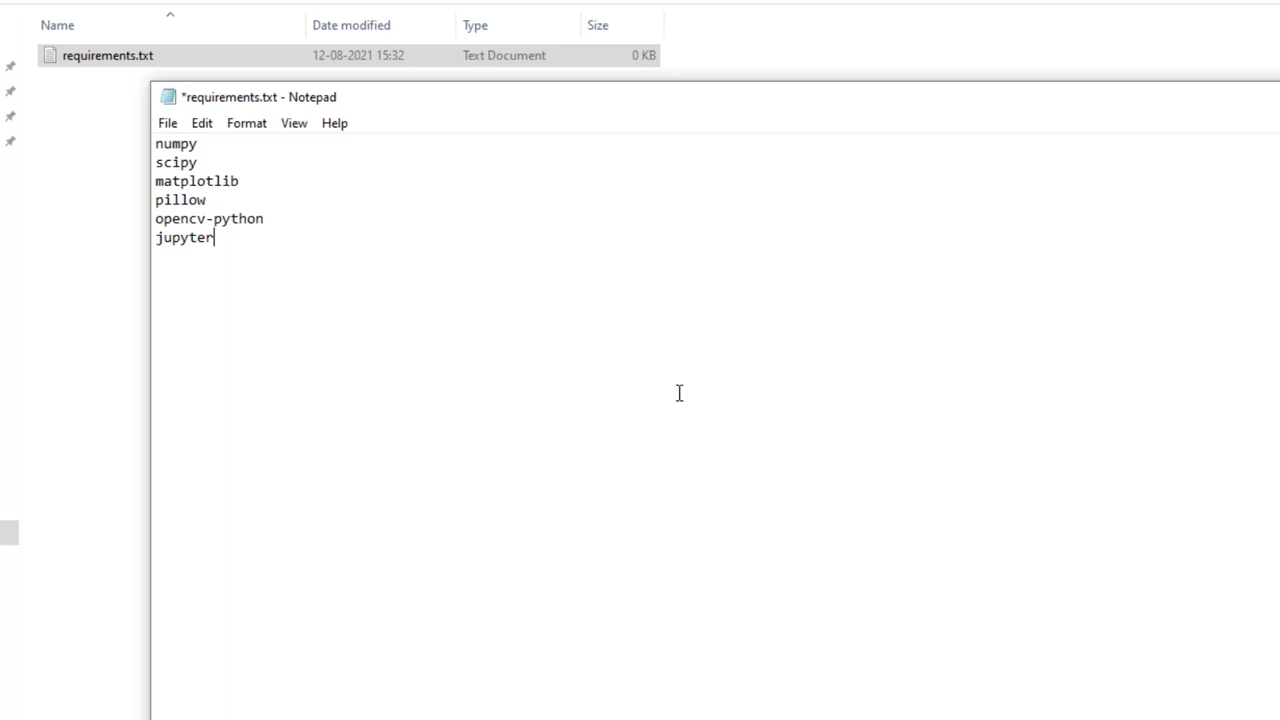 Name Date modified Type Size
requirements.txt 12-08-2021 15:32 Text Document 0 KB
*requirements.txt - Notepad
File Edit Format View Help
numpy
scipy
matplotlib
pillow
opencv-python
jupyter